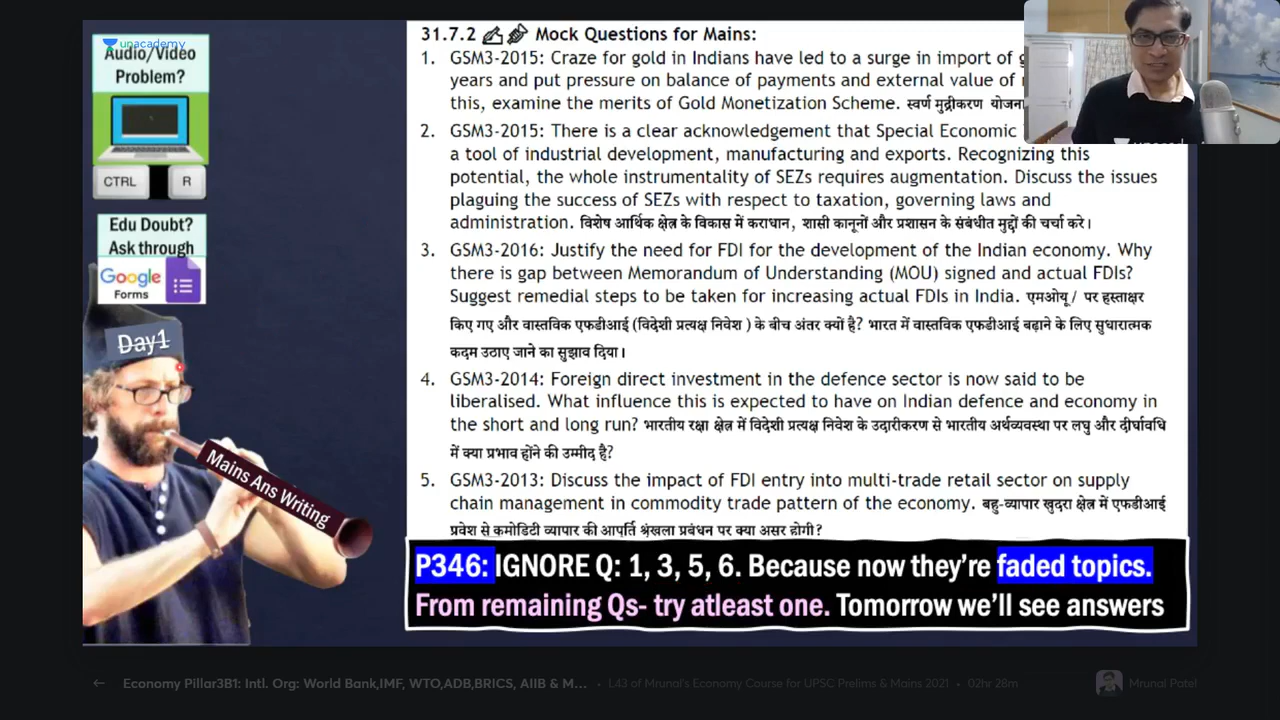 unacademy
Audio/Video
Problem?
CTRL
R
Edu Doubt?
Ask through
Google
Forms
Day1
Mains Ans Writing
31.7.2 Mock Questions for Mains:
1. GSM3-2015: Craze for gold in Indians have led to a surge in import of
years and put pressure on balance of payments and external value of
this, examine the merits of Gold Monetization Scheme. स्वर्ण मुद्रीकरण योजना
2. GSM3-2015: There is a clear acknowledgement that Special Economic
a tool of industrial development, manufacturing and exports. Recognizing this
potential, the whole instrumentality of SEZs requires augmentation. Discuss the issues
plaguing the success of SEZs with respect to taxation, governing laws and
administration. विशेष आर्थिक क्षेत्र के विकास में कराधान, शासी कानूनों और प्रशासन के संबंधीत मुद्दों की चर्चा करे।
3. GSM3-2016: Justify the need for FDI for the development of the Indian economy. Why
there is gap between Memorandum of Understanding (MOU) signed and actual FDIs?
Suggest remedial steps to be taken for increasing actual FDIs in India. एमओयू / पर हस्ताक्षर
किए गए और वास्तविक एफडीआई (विदेशी प्रत्यक्ष निवेश ) के बीच अंतर क्यों है? भारत में वास्तविक एफडीआई बढ़ाने के लिए सुधारात्मक
कदम उठाए जाने का सुझाव दिया।
4. GSM3-2014: Foreign direct investment in the defence sector is now said to be
liberalised. What influence this is expected to have on Indian defence and economy in
the short and long run? भारतीय रक्षा क्षेत्र में विदेशी प्रत्यक्ष निवेश के उदारीकरण से भारतीय अर्थव्यवस्था पर लघु और दीर्घावधि
में क्या प्रभाव होंने की उम्मीद है?
5. GSM3-2013: Discuss the impact of FDI entry into multi-trade retail sector on supply
chain management in commodity trade pattern of the economy. बहु-व्यापार खुदरा क्षेत्र में एफडीआई
प्रवेश से कमोडिटी व्यापार की आपर्ति श्रंखला प्रबंधन पर क्या असर होगी?
P346: IGNORE Q: 1, 3, 5, 6. Because now they're faded topics.
From remaining Qs- try atleast one. Tomorrow we'll see answers
Economy Pillar3B1: Intl. Org: World Bank,IMF, WTO,ADB,BRICS, AIIB & M... • L43 of Mrunal's Economy Course for UPSC Prelims & Mains 2021 • 02hr 28m
Mrunal Patel